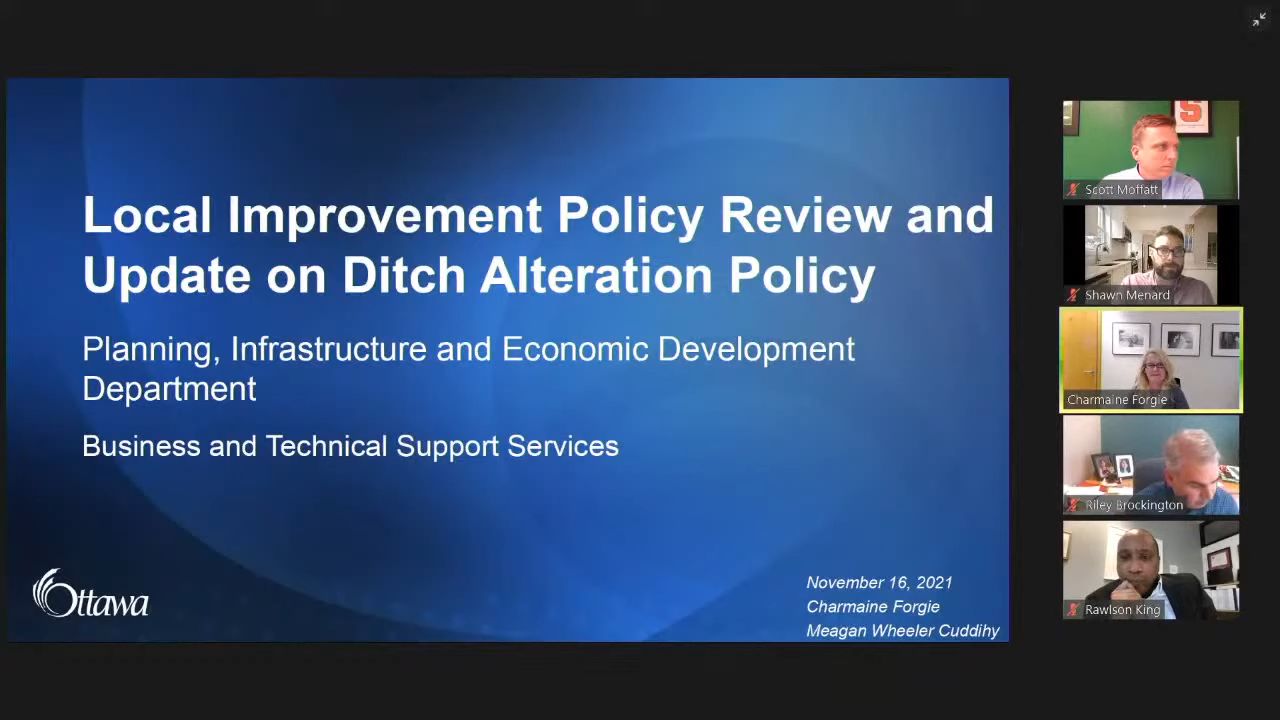 Local Improvement Policy Review and
Update on Ditch Alteration Policy
Planning, Infrastructure and Economic Development
Department
Business and Technical Support Services
Ottawa
November 16, 2021
Charmaine Forgie
Meagan Wheeler Cuddihy
S
Scott Moffatt
Shawn Menard
Charmaine Forgie
Riley Brockington
Rawlson King